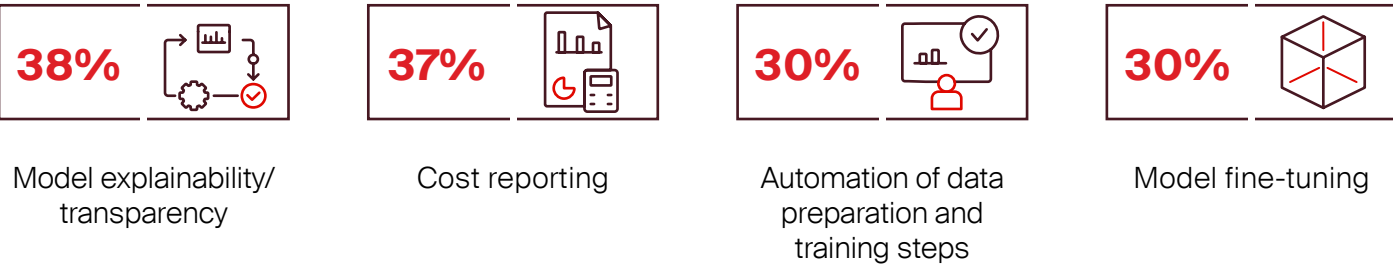 38%
Model explainability/
transparency
37%
Cost reporting
30%
Automation of data
preparation and
training steps
30%
Model fine-tuning